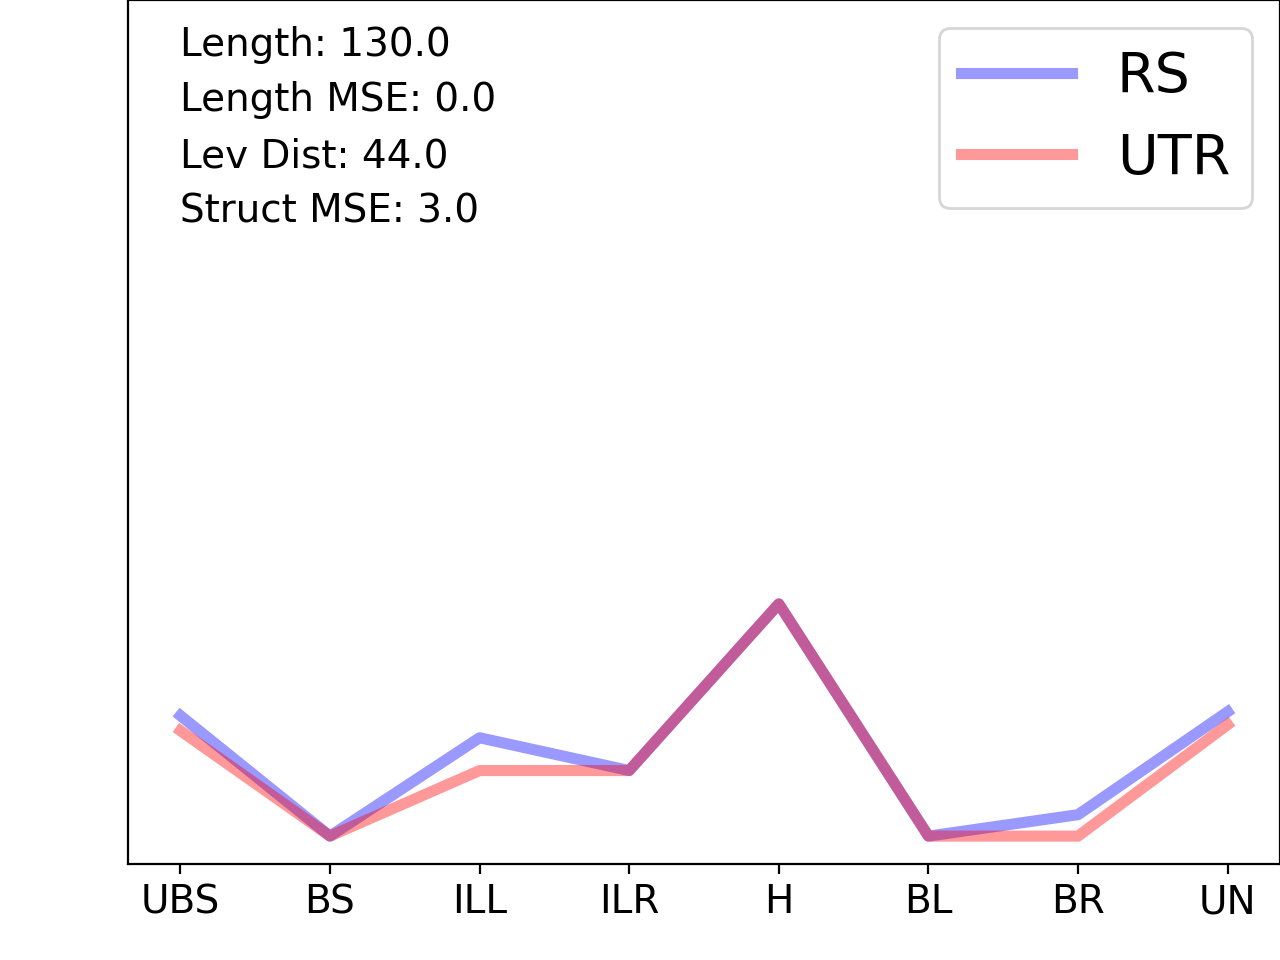 Length: 130.0
Length MSE: 0.0
Lev Dist: 44.0
Struct MSE: 3.0
RS
UTR
UBS BS ILL ILR H BL BR UN